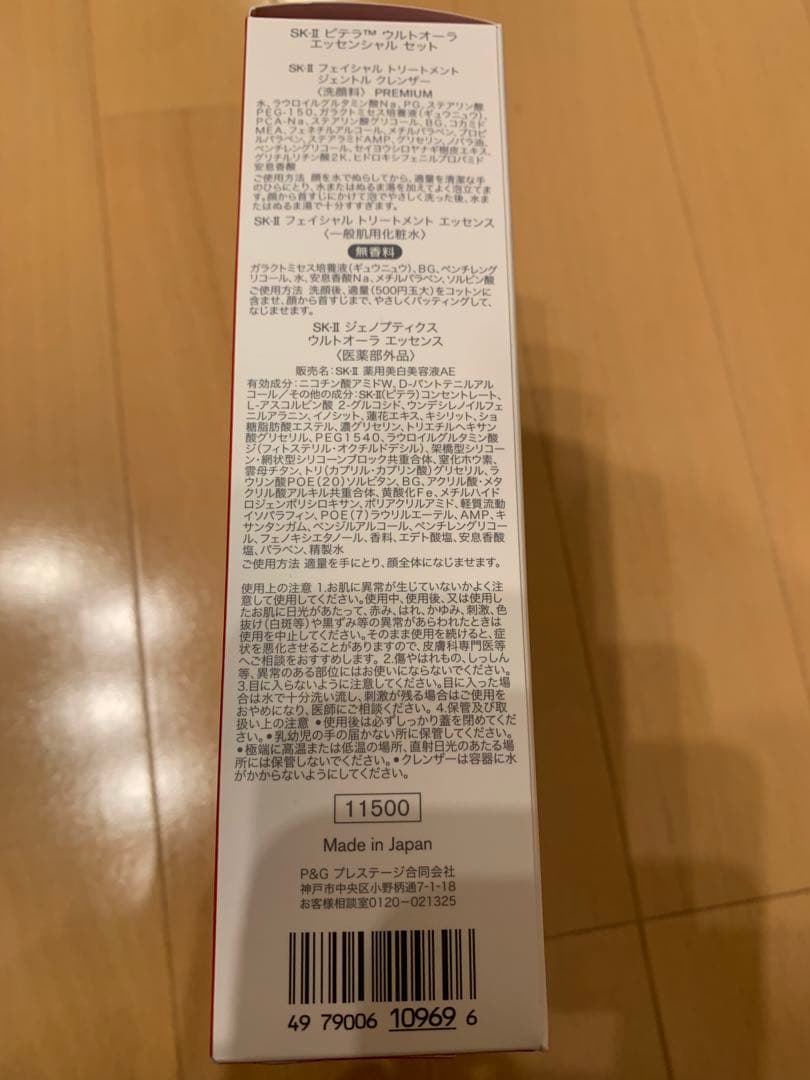 SK-II ピテラ™ ウルトオーラ
エッセンシャル セット
SK-II フェイシャル トリートメント
ジェントル クレンザー
〈洗顔料〉 PREMIUM
水、ラウロイルグルタミン酸Na、PG、ステアリン酸
PEG-150、ガラクトミセス培養液(ギュウニュウ)、
PCA-Na、ステアリン酸グリコール、BG、コカミド
MEA、フェネチルアルコール、メチルパラベン、プロピ
ルパラベン、ステアラミドAMP、グリセリン、ノバラ油、
ペンチレングリコール、セイヨウシロヤナギ樹皮エキス、
グリチルリチン酸2K、ヒドロキシフェニルプロパミド
安息香酸
ご使用方法 顔を水でぬらしてから、適量を清潔な手
のひらにとり、水またはぬるま湯を加えてよく泡立てま
す。顔から首すじにかけて泡でやさしく洗った後、水ま
たはぬるま湯で十分すすぎます。
SK-II フェイシャル トリートメント エッセンス
〈一般肌用化粧水〉
無香料
ガラクトミセス培養液(ギュウニュウ)、BG、ペンチレング
リコール、水、安息香酸Na、メチルパラベン、ソルビン酸
ご使用方法 洗顔後、適量(500円玉大)をコットンに
含ませ、顔から首すじまで、やさしくパッティングして、
なじませます。
SK-II ジェノプティクス
ウルトオーラ エッセンス
〈医薬部外品〉
販売名:SK-II 薬用美白美容液AE
有効成分:ニコチン酸アミドW、D-パントテニルアル
コール/その他の成分:SK-II(ピテラ)コンセントレート、
L-アスコルビン酸 2-グルコシド、ウンデシレノイルフェ
ニルアラニン、イノシット、蓮花エキス、キシリット、ショ
糖脂肪酸エステル、濃グリセリン、トリエチルヘキサン
酸グリセリル、PEG1540、ラウロイルグルタミン酸
ジ(フィトステリル・オクチルドデシル)、架橋型シリコー
ン・網状型シリコーンブロック共重合体、窒化ホウ素、
雲母チタン、トリ(カプリル・カプリン酸)グリセリル、ラ
ウリン酸POE(20)ソルビタン、BG、アクリル酸・メタ
クリル酸アルキル共重合体、黄酸化Fe、メチルハイド
ロジェンポリシロキサン、ポリアクリルアミド、軽質流動
イソパラフィン、POE(7)ラウリルエーテル、AMP、キ
サンタンガム、ベンジルアルコール、ペンチレングリコー
ル、フェノキシエタノール、香料、エデト酸塩、安息香酸
塩、パラベン、精製水
ご使用方法 適量を手にとり、顔全体になじませます。
使用上の注意 1.お肌に異常が生じていないかよく注
意して使用してください。使用中、使用後、又は使用し
たお肌に日光があたって、赤み、はれ、かゆみ、刺激、色
抜け(白斑等)や黒ずみ等の異常があらわれたときは
使用を中止してください。そのまま使用を続けると、症
状を悪化させることがありますので、皮膚科専門医等
へご相談をおすすめします。 2.傷やはれもの、しっしん
等、異常のある部位にはお使いにならないでください。
3.目に入らないように注意してください。目に入った場
合は水で十分洗い流し、刺激が残る場合はご使用を
おやめになり、医師にご相談ください。 4.保管及び取
扱い上の注意 ●使用後は必ずしっかり蓋を閉めてくだ
さい。●乳幼児の手の届かない所に保管してください。
●極端に高温または低温の場所、直射日光のあたる場
所には保管しないでください。●クレンザーは容器に水
がかからないようにしてください。
11500
Made in Japan
P&G プレステージ合同会社
神戸市中央区小野柄通7-1-18
お客様相談室0120-021325
49 79006 10969 6